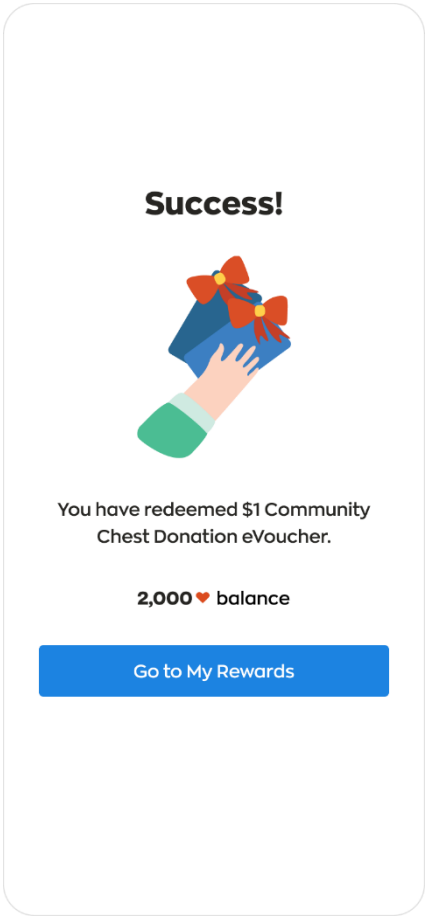 Success!
You have redeemed $1 Community
Chest Donation eVoucher.
2,000 balance
Go to My Rewards